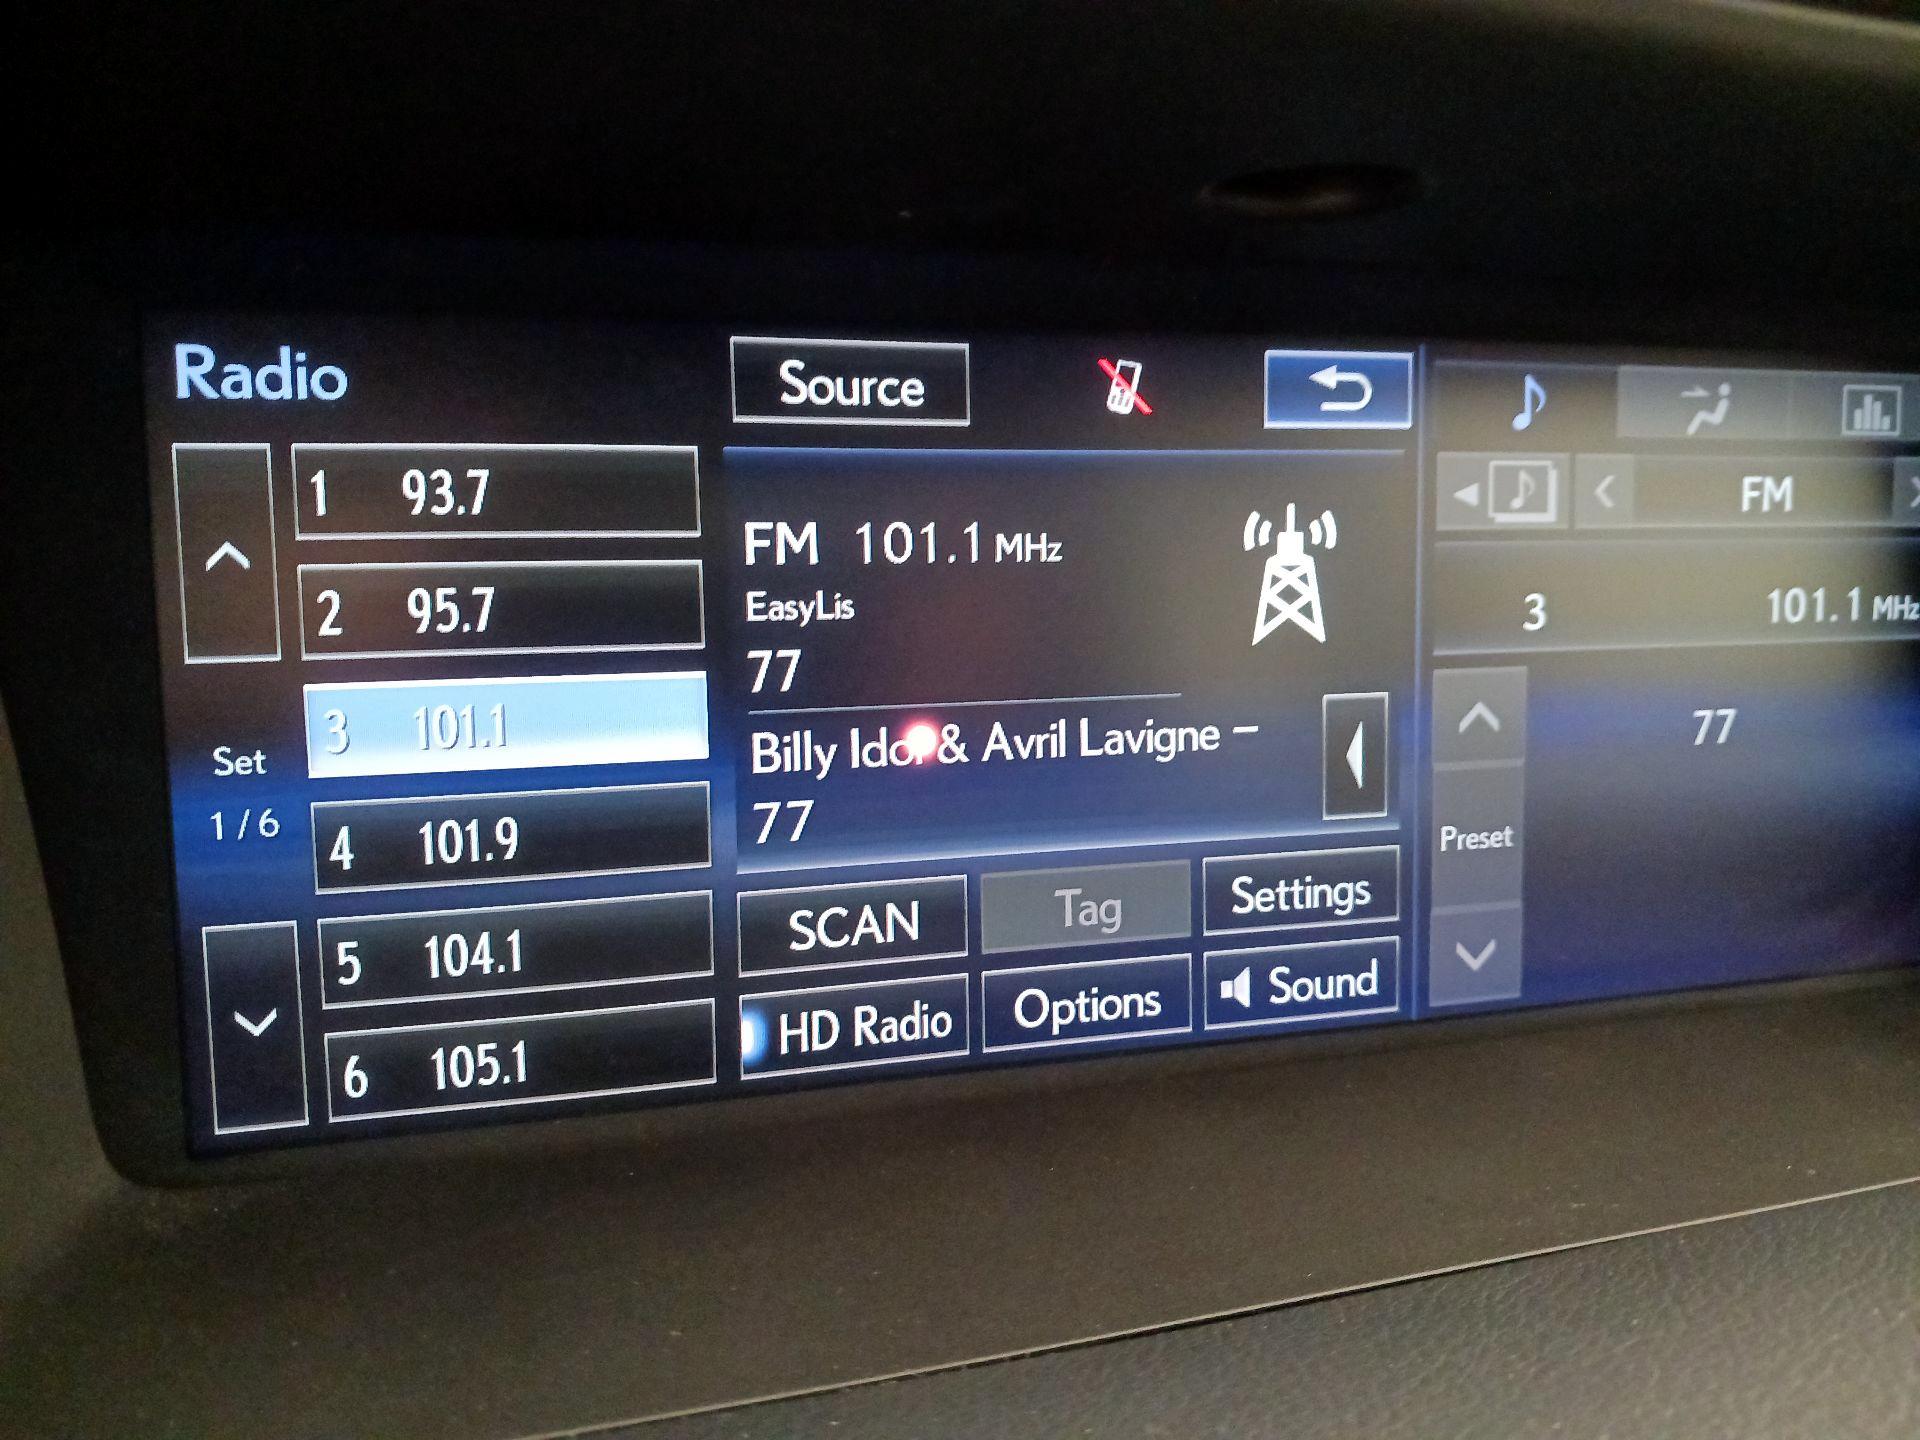 Radio
Source
1 93.7
2 95.7
3 101.1
4 101.9
5 104.1
6 105.1
Set
1/6
FM 101.1 MHz
EasyLis
77
Billy Idol & Avril Lavigne –
77
SCAN
Tag
Settings
HD Radio
Options
Sound
FM
3 101.1 MHz
77
Preset